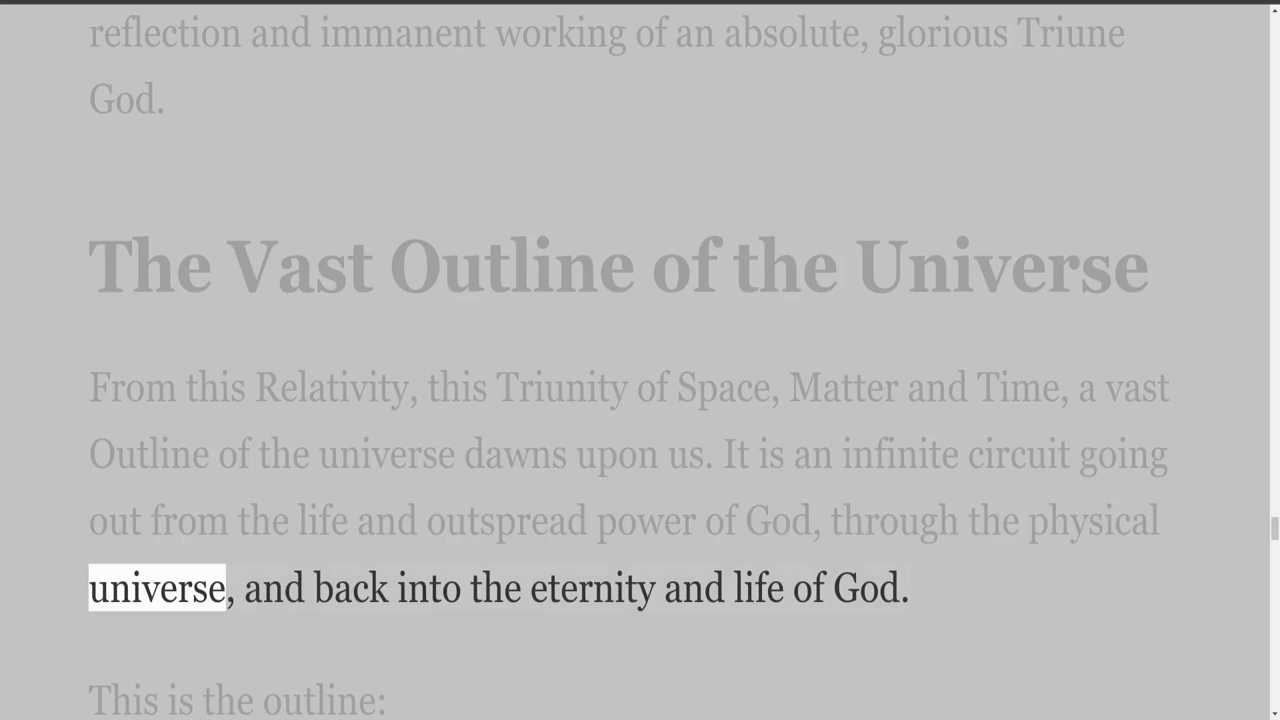 reflection and immanent working of an absolute, glorious Triune
God.
The Vast Outline of the Universe
From this Relativity, this Triunity of Space, Matter and Time, a vast
Outline of the universe dawns upon us. It is an infinite circuit going
out from the life and outspread power of God, through the physical
universe, and back into the eternity and life of God.
This is the outline: